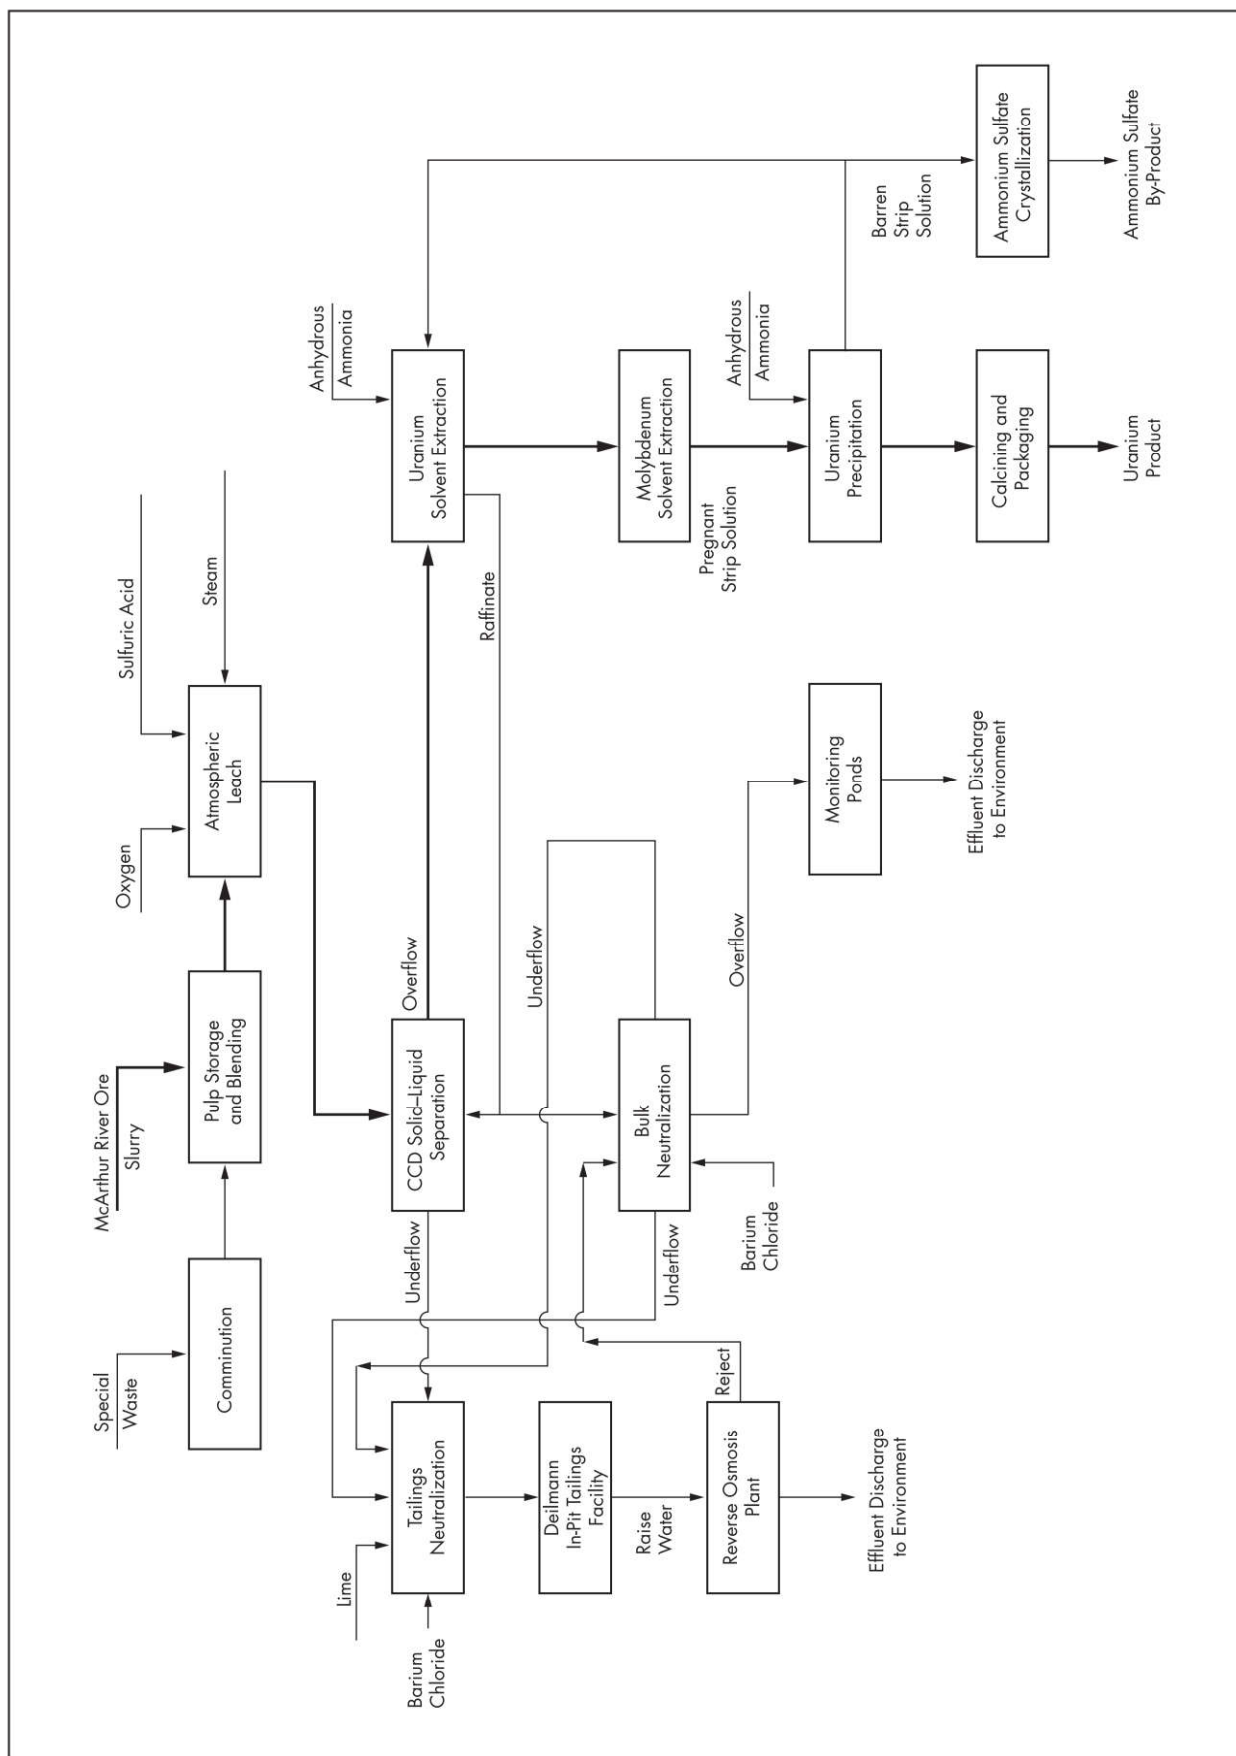 Special
Waste
Comminution
McArthur River Ore
Slurry
Pulp Storage
and Blending
Oxygen
Sulfuric Acid
Steam
Atmospheric
Leach
Lime
Barium
Chloride
Tailings
Neutralization
Underflow
CCD Solid–Liquid
Separation
Overflow
Raffinate
Anhydrous
Ammonia
Uranium
Solvent Extraction
Deilmann
In-Pit Tailings
Facility
Raise
Water
Underflow
Underflow
Bulk
Neutralization
Molybdenum
Solvent Extraction
Pregnant
Strip Solution
Reject
Reverse Osmosis
Plant
Barium
Chloride
Overflow
Monitoring
Ponds
Anhydrous
Ammonia
Uranium
Precipitation
Barren
Strip
Solution
Effluent Discharge
to Environment
Effluent Discharge
to Environment
Calcining and
Packaging
Ammonium Sulfate
Crystallization
Uranium
Product
Ammonium Sulfate
By-Product